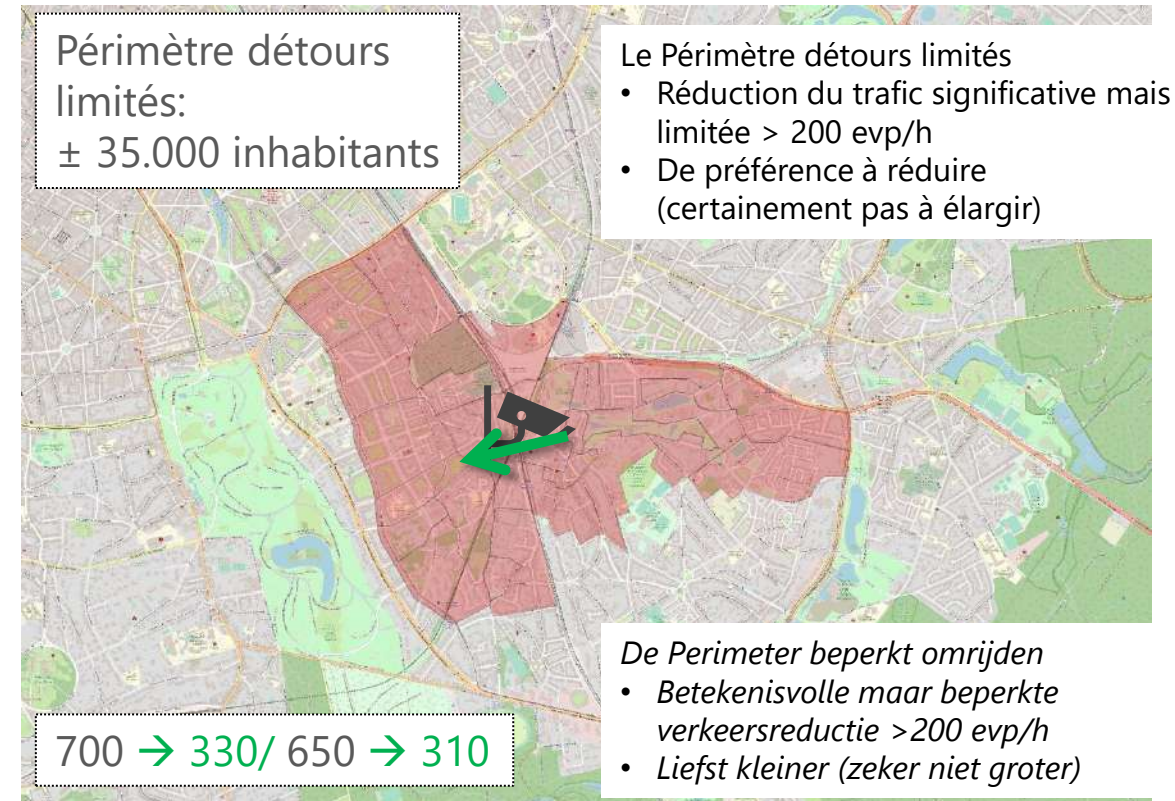 Périmètre détours
limités:
± 35.000 inhabitants
Le Périmètre détours limités
• Réduction du trafic significative mais
limitée > 200 evp/h
• De préférence à réduire
(certainement pas à élargir)
De Perimeter beperkt omrijden
• Betekenisvolle maar beperkte
verkeersreductie >200 evp/h
• Liefst kleiner (zeker niet groter)
700 → 330/ 650 → 310